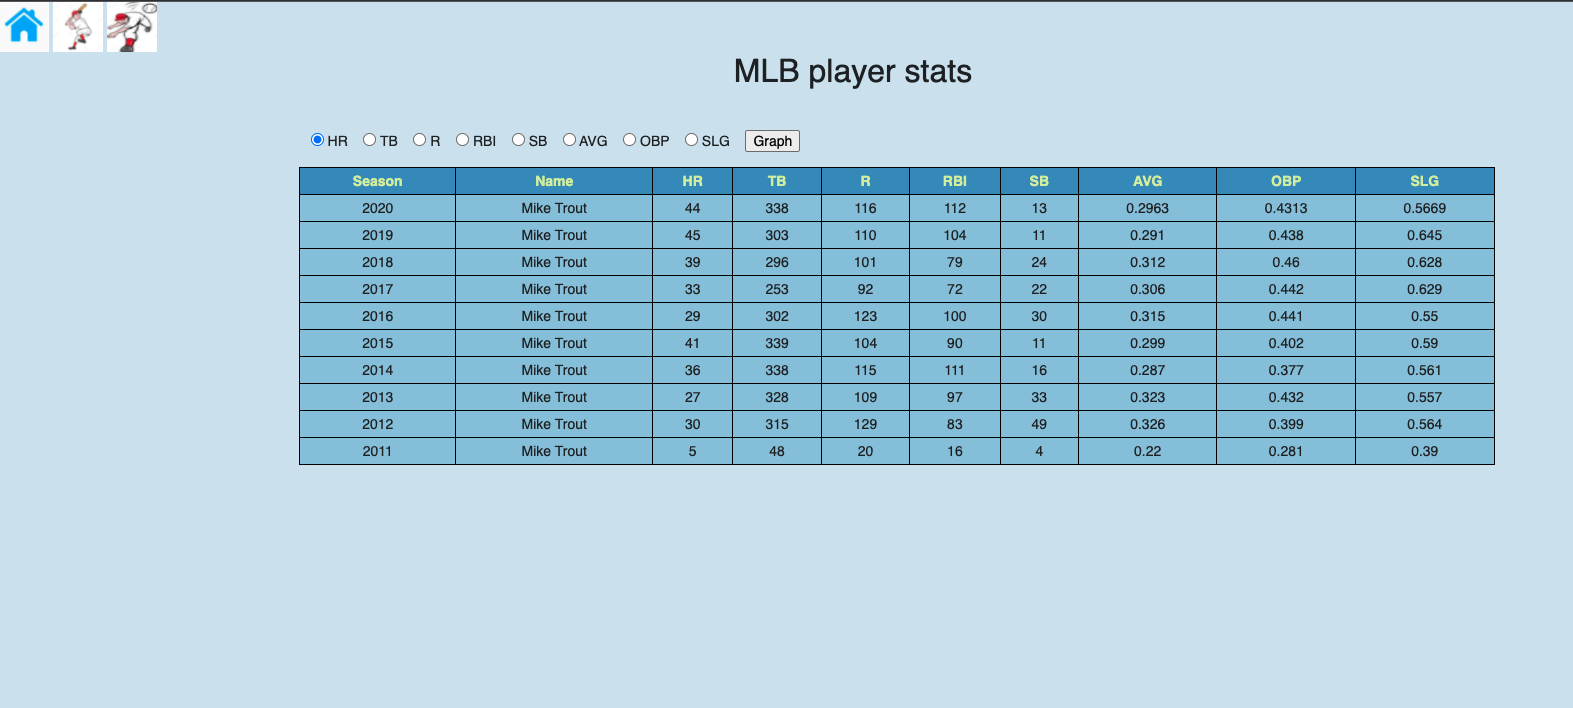 MLB player stats
HR TB R RBI SB AVG OBP SLG Graph
Season Name HR TB R RBI SB AVG OBP SLG
2020 Mike Trout 44 338 116 112 13 0.2963 0.4313 0.5669
2019 Mike Trout 45 303 110 104 11 0.291 0.438 0.645
2018 Mike Trout 39 296 101 79 24 0.312 0.46 0.628
2017 Mike Trout 33 253 92 72 22 0.306 0.442 0.629
2016 Mike Trout 29 302 123 100 30 0.315 0.441 0.55
2015 Mike Trout 41 339 104 90 11 0.299 0.402 0.59
2014 Mike Trout 36 338 115 111 16 0.287 0.377 0.561
2013 Mike Trout 27 328 109 97 33 0.323 0.432 0.557
2012 Mike Trout 30 315 129 83 49 0.326 0.399 0.564
2011 Mike Trout 5 48 20 16 4 0.22 0.281 0.39